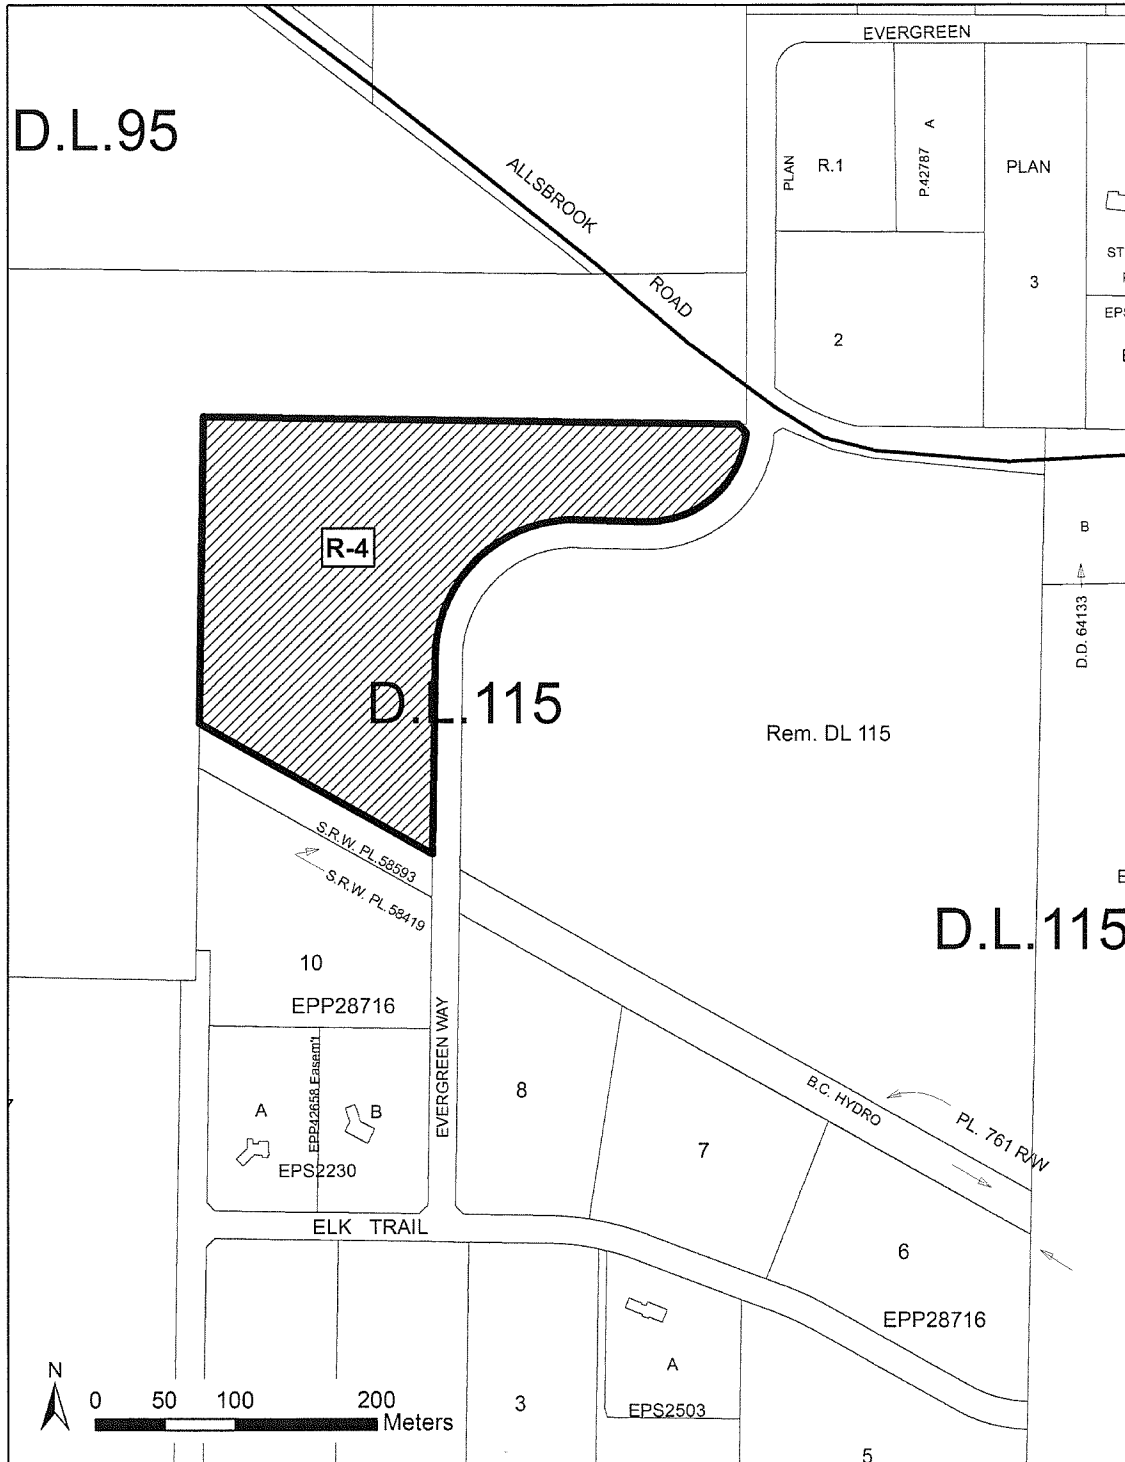 EVERGREEN
D.L.95
ALLSBROOK
ROAD
PLAN
R.1
P.42787
A
PLAN
ST
3
EPS
2
R-4
B
D.D. 64133
D.L.115
Rem. DL 115
S.R.W. PL.58593
S.R.W. PL.58419
D.L.115
10
EPP28716
EVERGREEN WAY
8
B.C. HYDRO
PL. 761 R/W
7
A
EPP42658 Easem't
B
EPS2230
ELK TRAIL
6
EPP28716
A
EPS2503
3
5
N
0 50 100 200
Meters